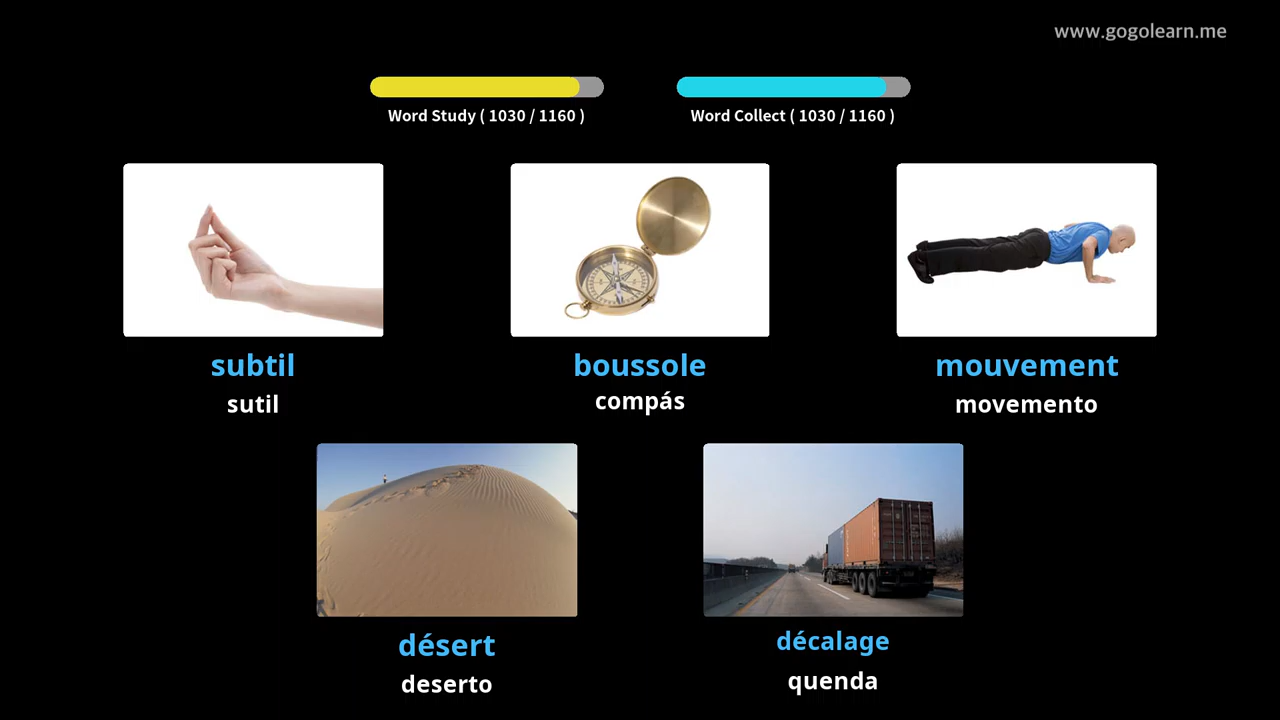 www.gogolearn.me
Word Study ( 1030 / 1160 )
Word Collect ( 1030 / 1160 )
subtil
sutil
boussole
compás
mouvement
movemento
désert
deserto
décalage
quenda